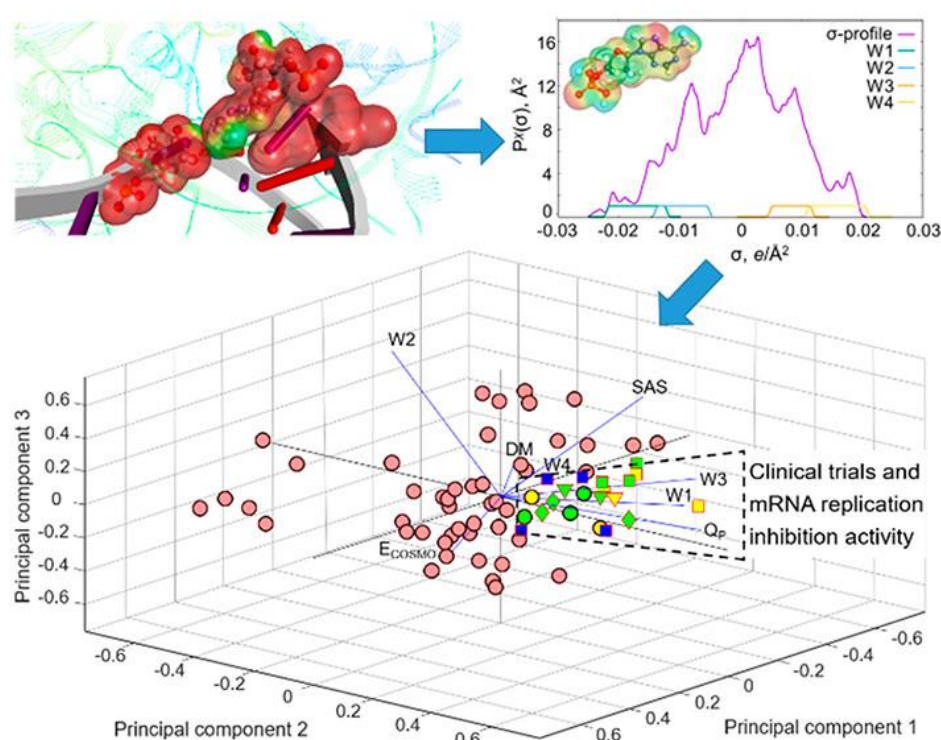 16
12
8
4
0
P^x(σ), Å²
σ-profile
W1
W2
W3
W4
-0.03 -0.02 -0.01 0 0.01 0.02 0.03
σ, e/Å²
W2
SAS
DM
W4
W3
W1
Q_P
E_COSMO
Clinical trials and
mRNA replication
inhibition activity
Principal component 3
0.6
0.4
0.2
0
-0.2
-0.4
-0.6
-0.6
-0.4
-0.2
0
0.2
0.4
0.6
Principal component 2
-0.6
-0.4
-0.2
0
0.2
0.4
0.6
Principal component 1